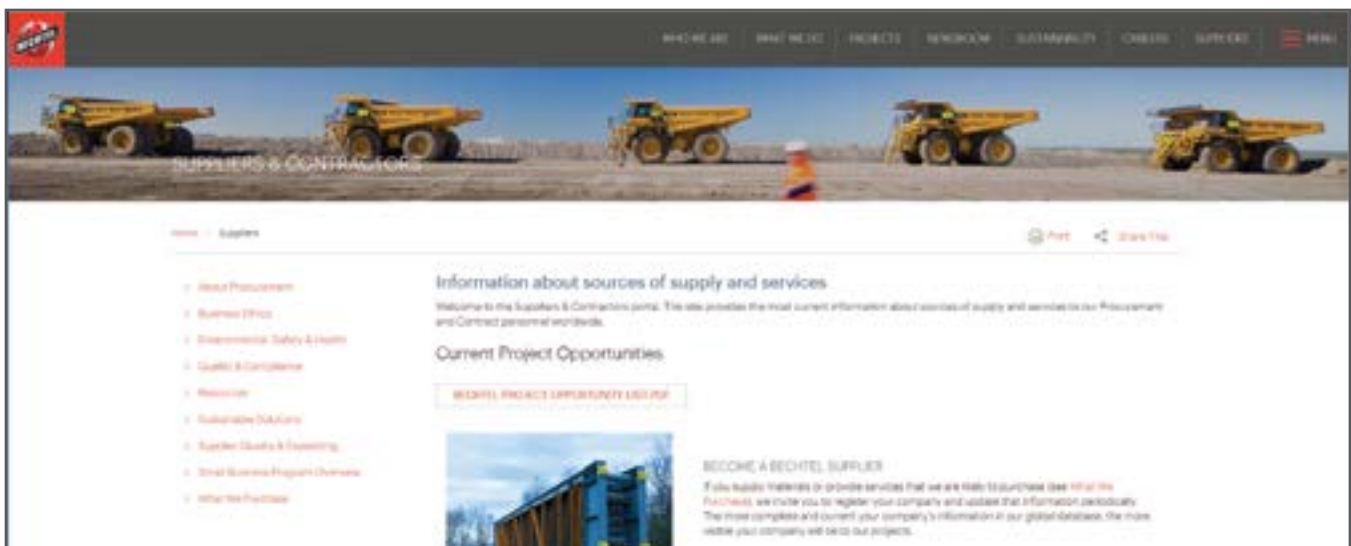 BECHTEL
WHO WE ARE WHAT WE DO PROJECTS NEWSROOM SUSTAINABILITY CAREERS SUPPLIERS MENU
SUPPLIERS & CONTRACTORS
Home Suppliers
Print Share This
About Procurement
Business Ethics
Environmental, Safety & Health
Quality & Compliance
Resources
Sustainable Solutions
Supplier Quality & Expediting
Small Business Program Overview
What We Purchase
Information about sources of supply and services
Welcome to the Suppliers & Contractors portal. This site provides the most current information about sources of supply and services to our Procurement
and Contract personnel worldwide.
Current Project Opportunities
BECHTEL PROJECT OPPORTUNITY LIST PDF
BECOME A BECHTEL SUPPLIER
If you supply materials or provide services that we are likely to purchase (see What We
Purchase), we invite you to register your company and update that information periodically.
The more complete and current your company's information in our global database, the more
visible your company will be to our projects.